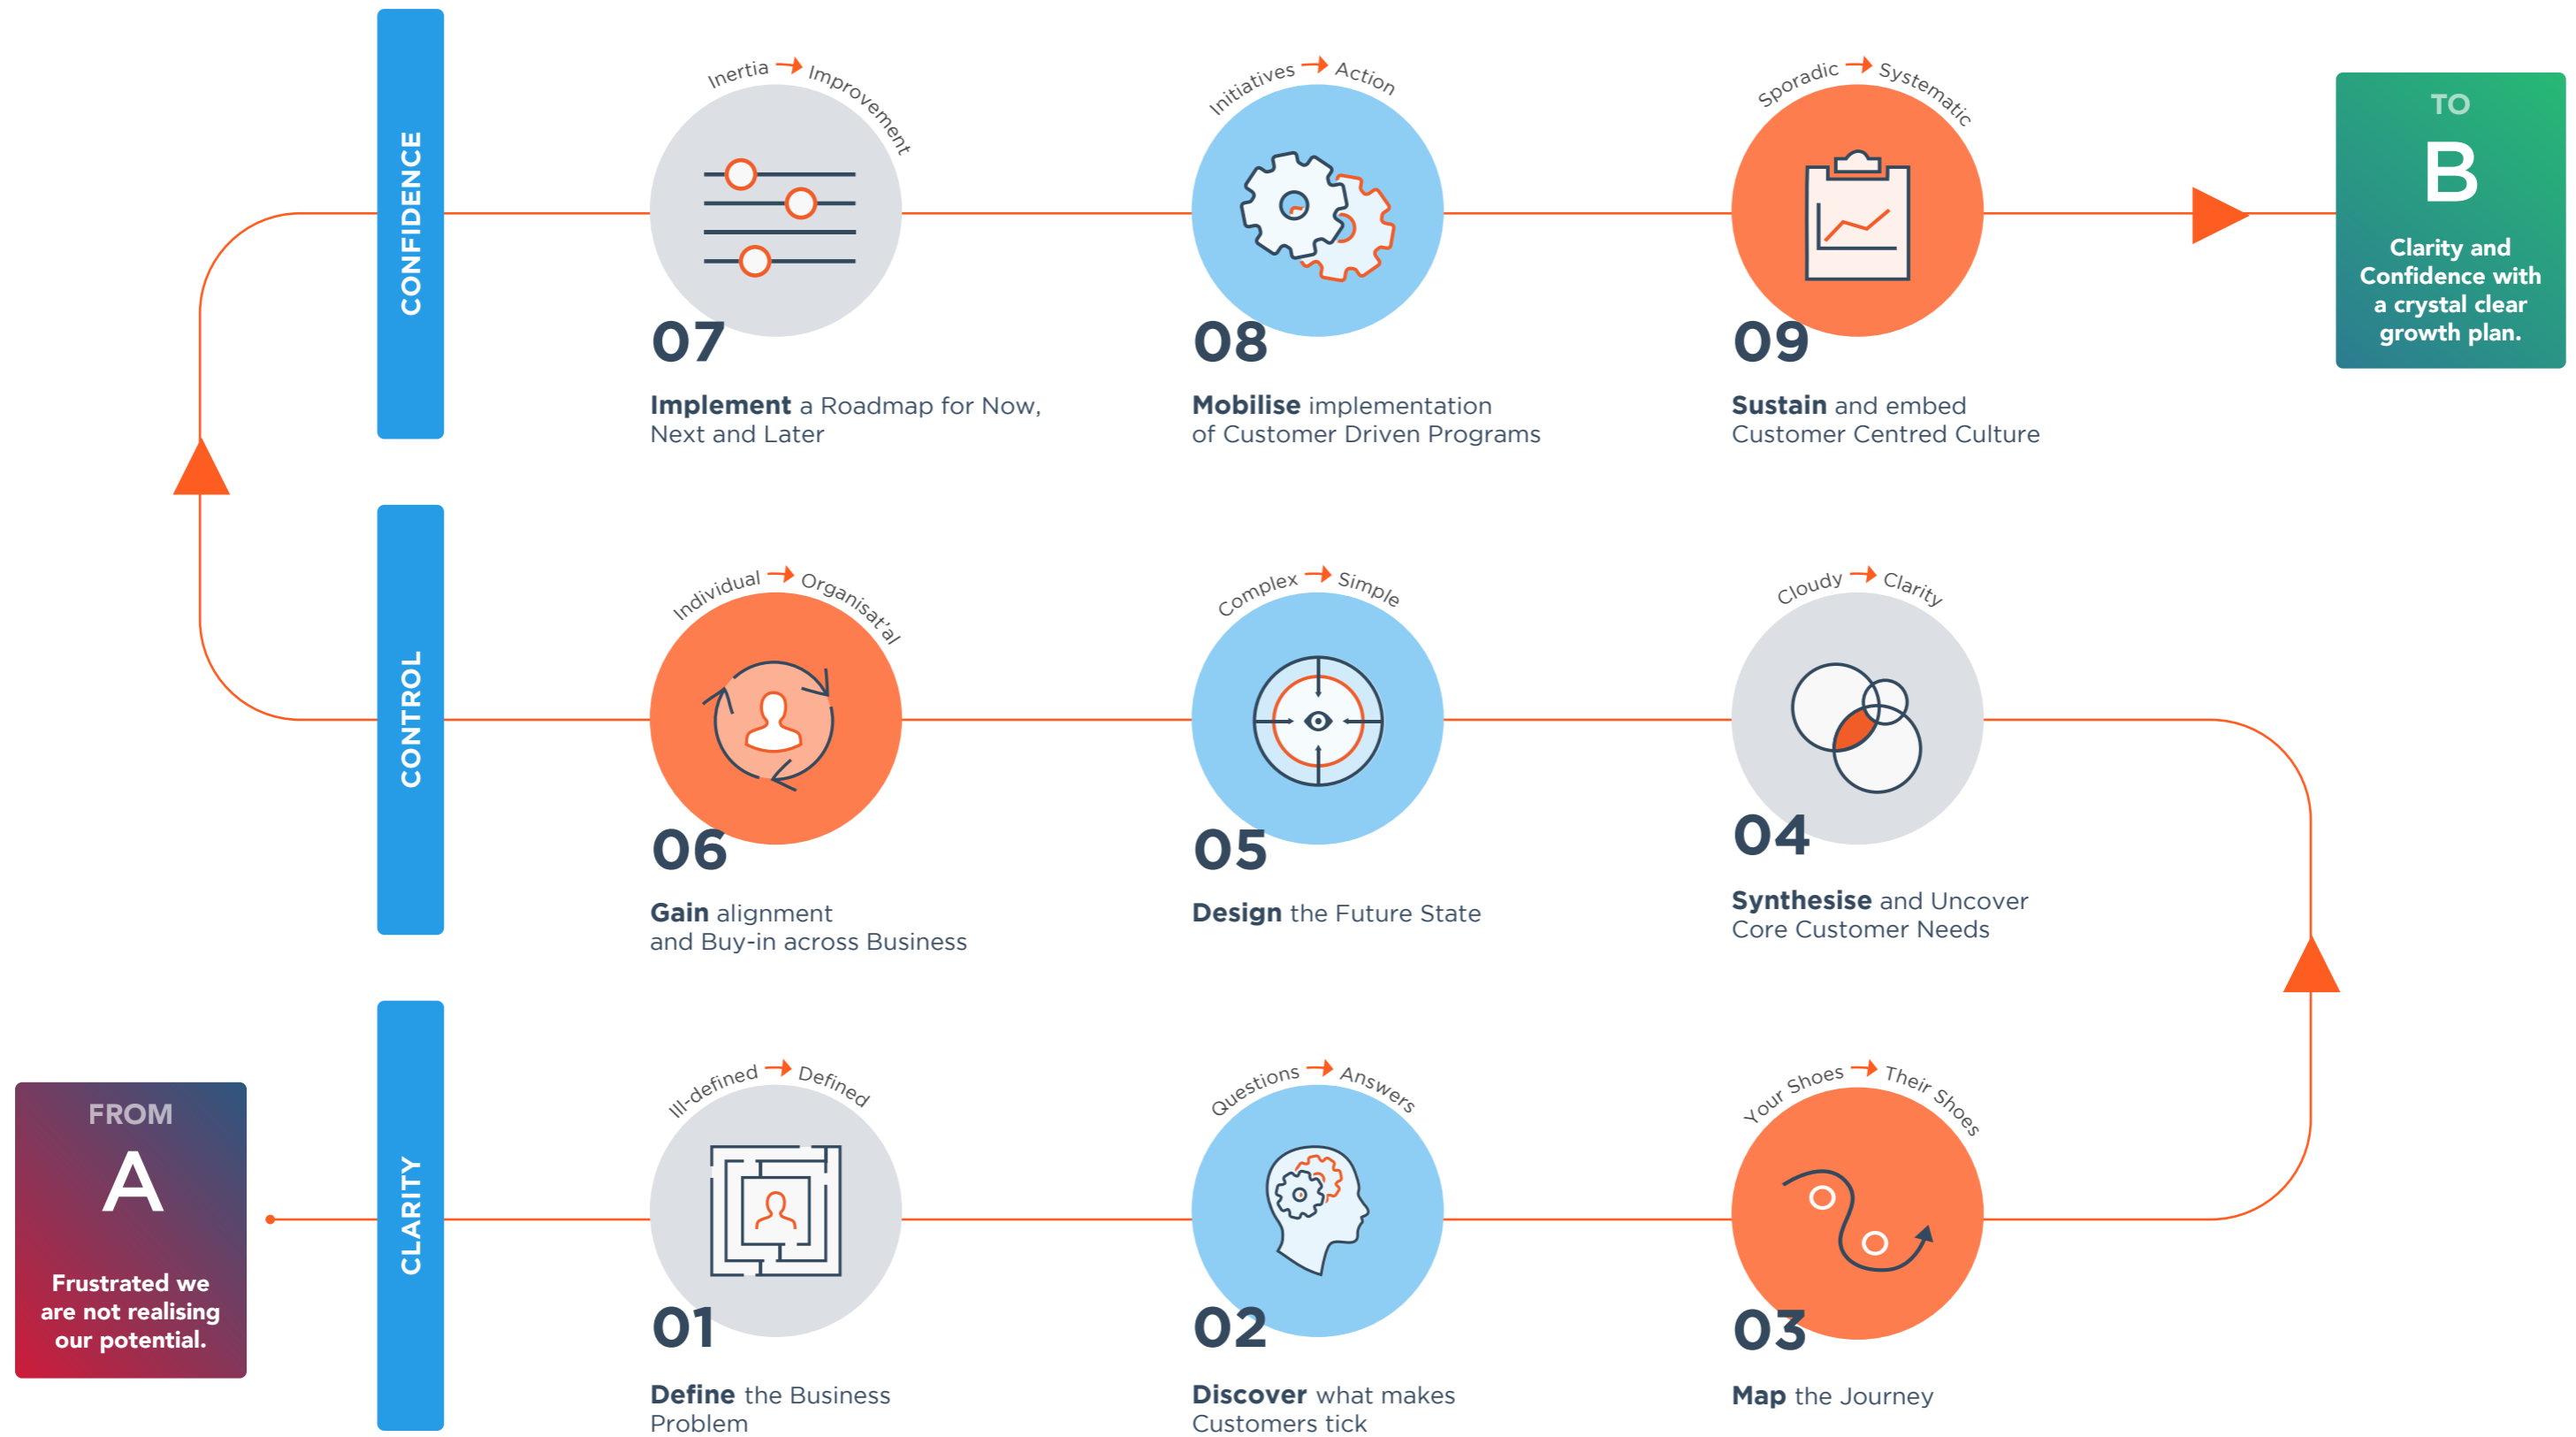 CONFIDENCE
Inertia → Improvement
07
Implement a Roadmap for Now,
Next and Later
Initiatives → Action
08
Mobilise implementation
of Customer Driven Programs
Sporadic → Systematic
09
Sustain and embed
Customer Centred Culture
TO
B
Clarity and
Confidence with
a crystal clear
growth plan.
CONTROL
Individual → Organisat'al
06
Gain alignment
and Buy-in across Business
Complex → Simple
05
Design the Future State
Cloudy → Clarity
04
Synthesise and Uncover
Core Customer Needs
FROM
A
Frustrated we
are not realising
our potential.
CLARITY
Ill-defined → Defined
01
Define the Business
Problem
Questions → Answers
02
Discover what makes
Customers tick
Your Shoes → Their Shoes
03
Map the Journey